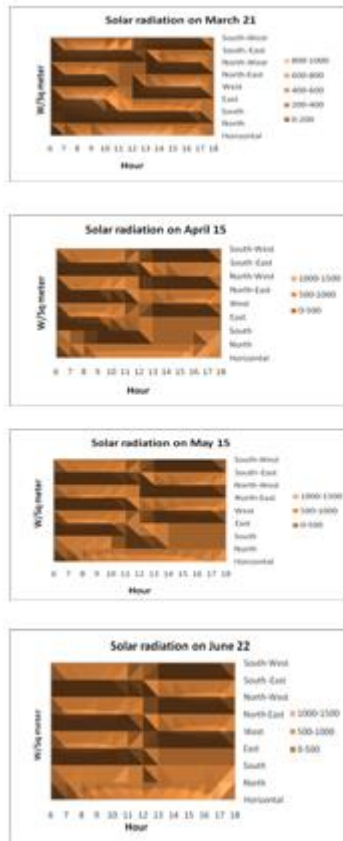 Solar radiation on March 21
South-West
South-East
North-West
North-East
West
East
South
North
Horizontal
800-1000
600-800
400-600
200-400
0-200
W/Sq meter
6 7 8 9 10 11 12 13 14 15 16 17 18
Hour
Solar radiation on April 15
South-West
South-East
North-West
North-East
West
East
South
North
Horizontal
1000-1500
500-1000
0-500
W/Sq meter
6 7 8 9 10 11 12 13 14 15 16 17 18
Hour
Solar radiation on May 15
South-West
South-East
North-West
North-East
West
East
South
North
Horizontal
1000-1500
500-1000
0-500
W/Sq meter
6 7 8 9 10 11 12 13 14 15 16 17 18
Hour
Solar radiation on June 22
South-West
South-East
North-West
North-East
West
East
South
North
Horizontal
1000-1500
500-1000
0-500
W/Sq meter
6 7 8 9 10 11 12 13 14 15 16 17 18
Hour